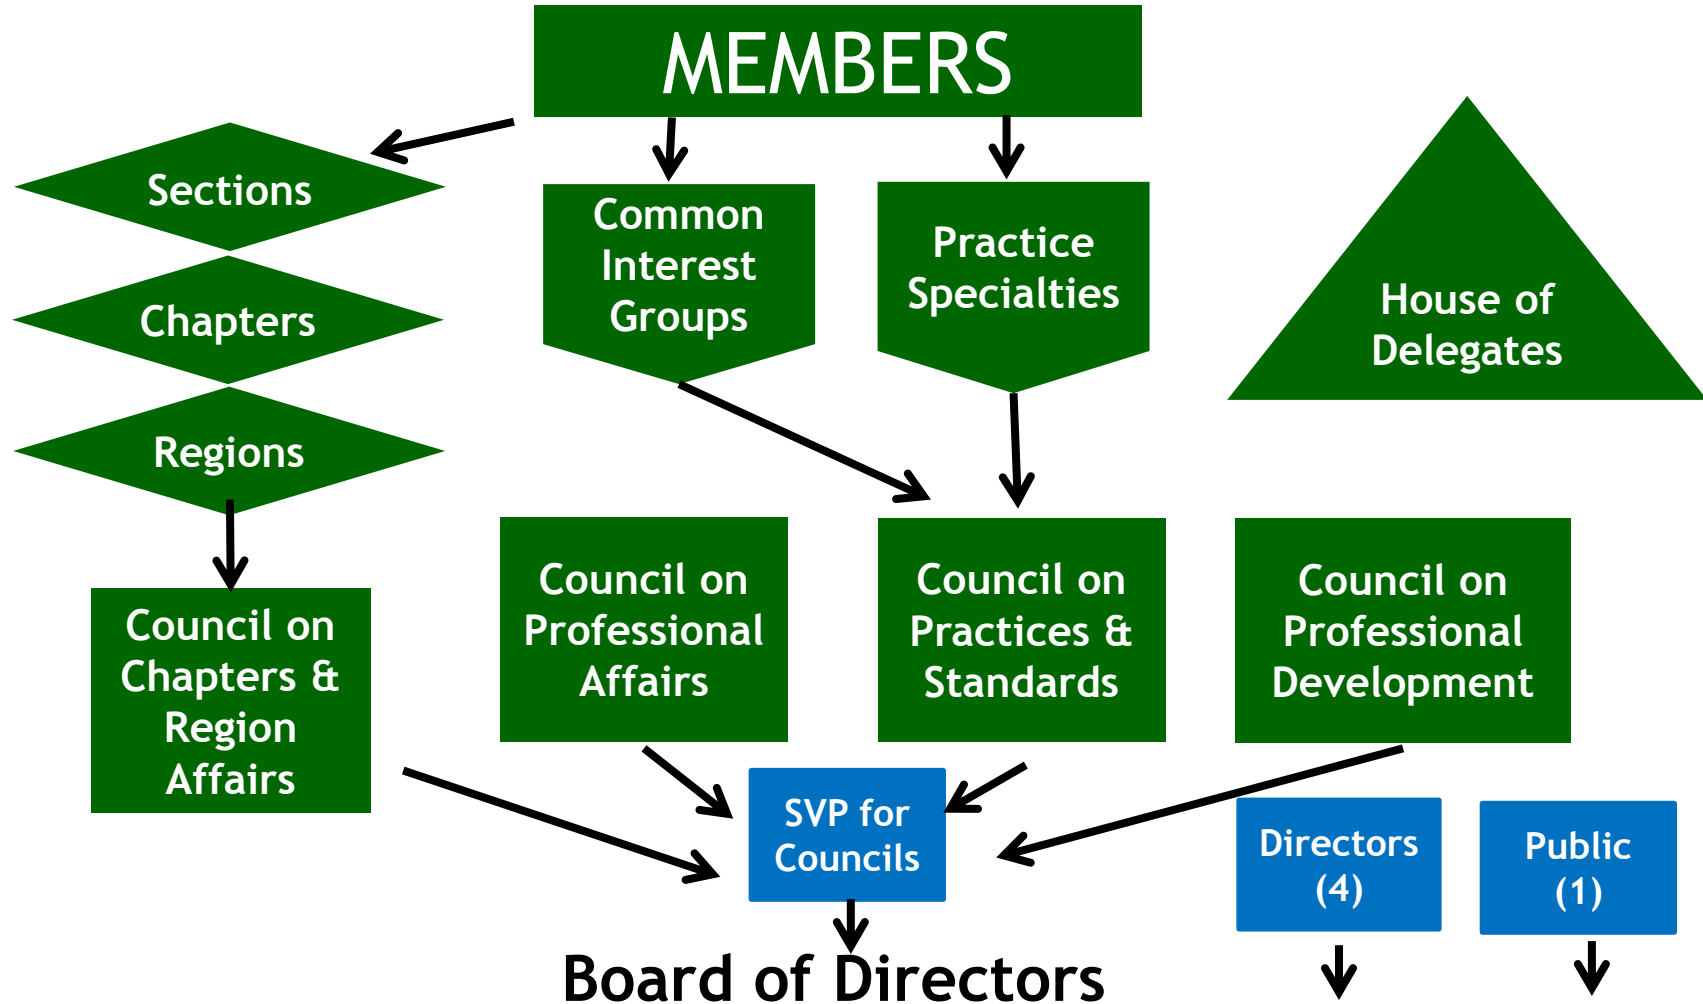 MEMBERS
Sections
Chapters
Regions
Common
Interest
Groups
Practice
Specialties
House of
Delegates
Council on
Chapters &
Region
Affairs
Council on
Professional
Affairs
Council on
Practices &
Standards
Council on
Professional
Development
SVP for
Councils
Directors
(4)
Public
(1)
Board of Directors